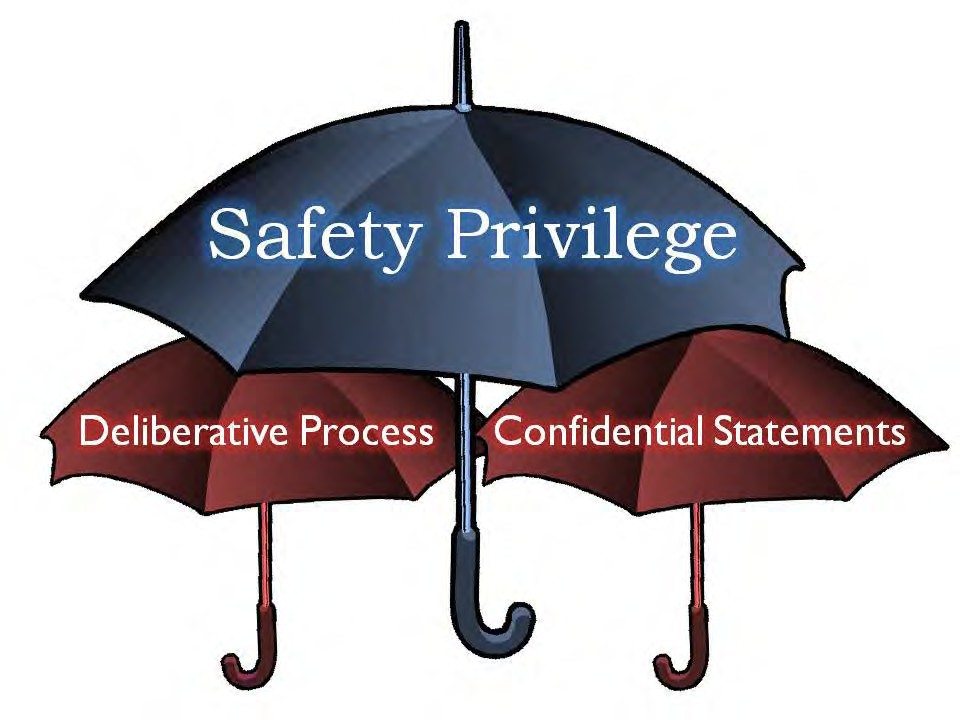 Safety Privilege
Deliberative Process
Confidential Statements